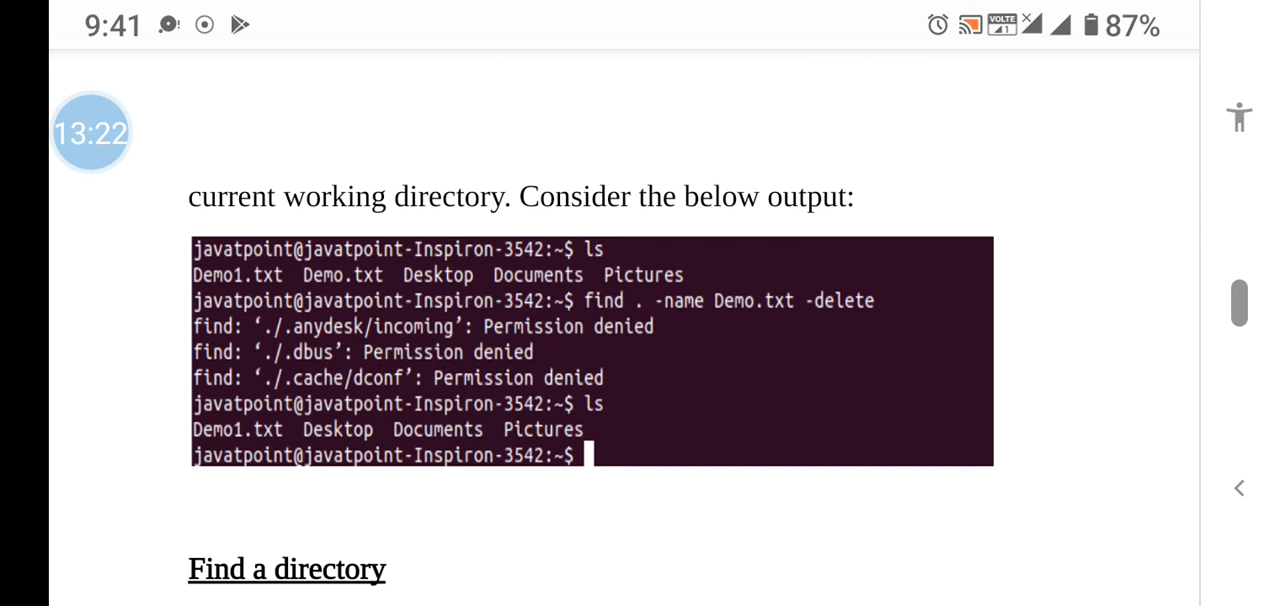 9:41 87%
VOLTE
1
13:22
current working directory. Consider the below output:
javatpoint@javatpoint-Inspiron-3542:~$ ls
Demo1.txt  Demo.txt  Desktop  Documents  Pictures
javatpoint@javatpoint-Inspiron-3542:~$ find . -name Demo.txt -delete
find: ‘./.anydesk/incoming’: Permission denied
find: ‘./.dbus’: Permission denied
find: ‘./.cache/dconf’: Permission denied
javatpoint@javatpoint-Inspiron-3542:~$ ls
Demo1.txt  Desktop  Documents  Pictures
javatpoint@javatpoint-Inspiron-3542:~$
Find a directory